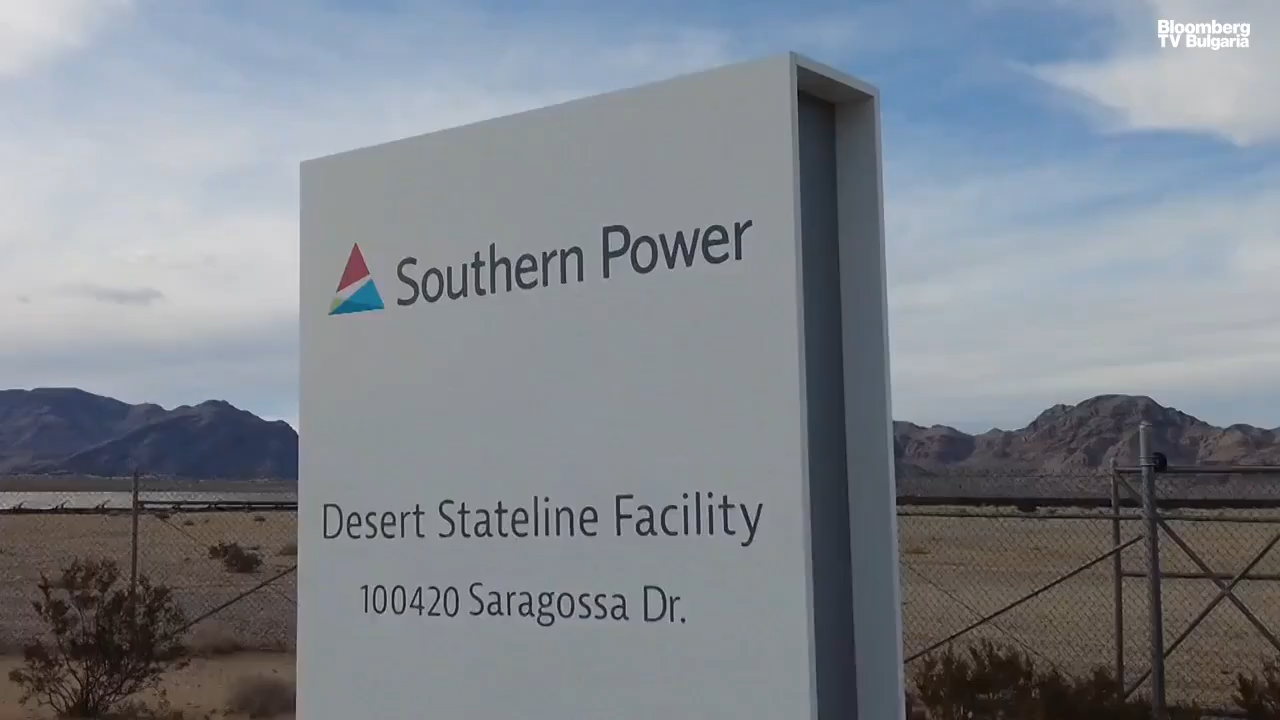 Bloomberg
TV Bulgaria
Southern Power
Desert Stateline Facility
100420 Saragossa Dr.